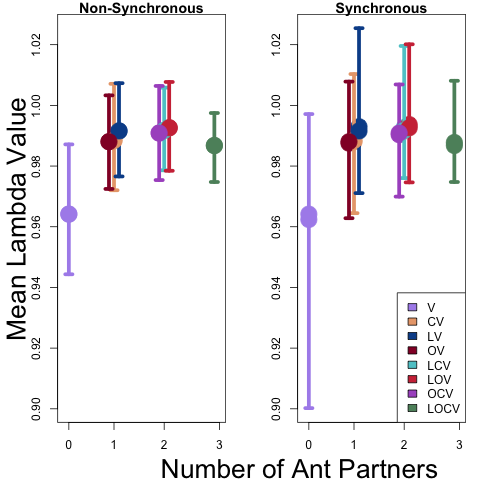 Non-Synchronous
Synchronous
Mean Lambda Value
1.02
1.00
0.98
0.96
0.94
0.92
0.90
0 1 2 3
1.02
1.00
0.98
0.96
0.94
0.92
0.90
0 1 2 3
V
CV
LV
OV
LCV
LOV
OCV
LOCV
Number of Ant Partners